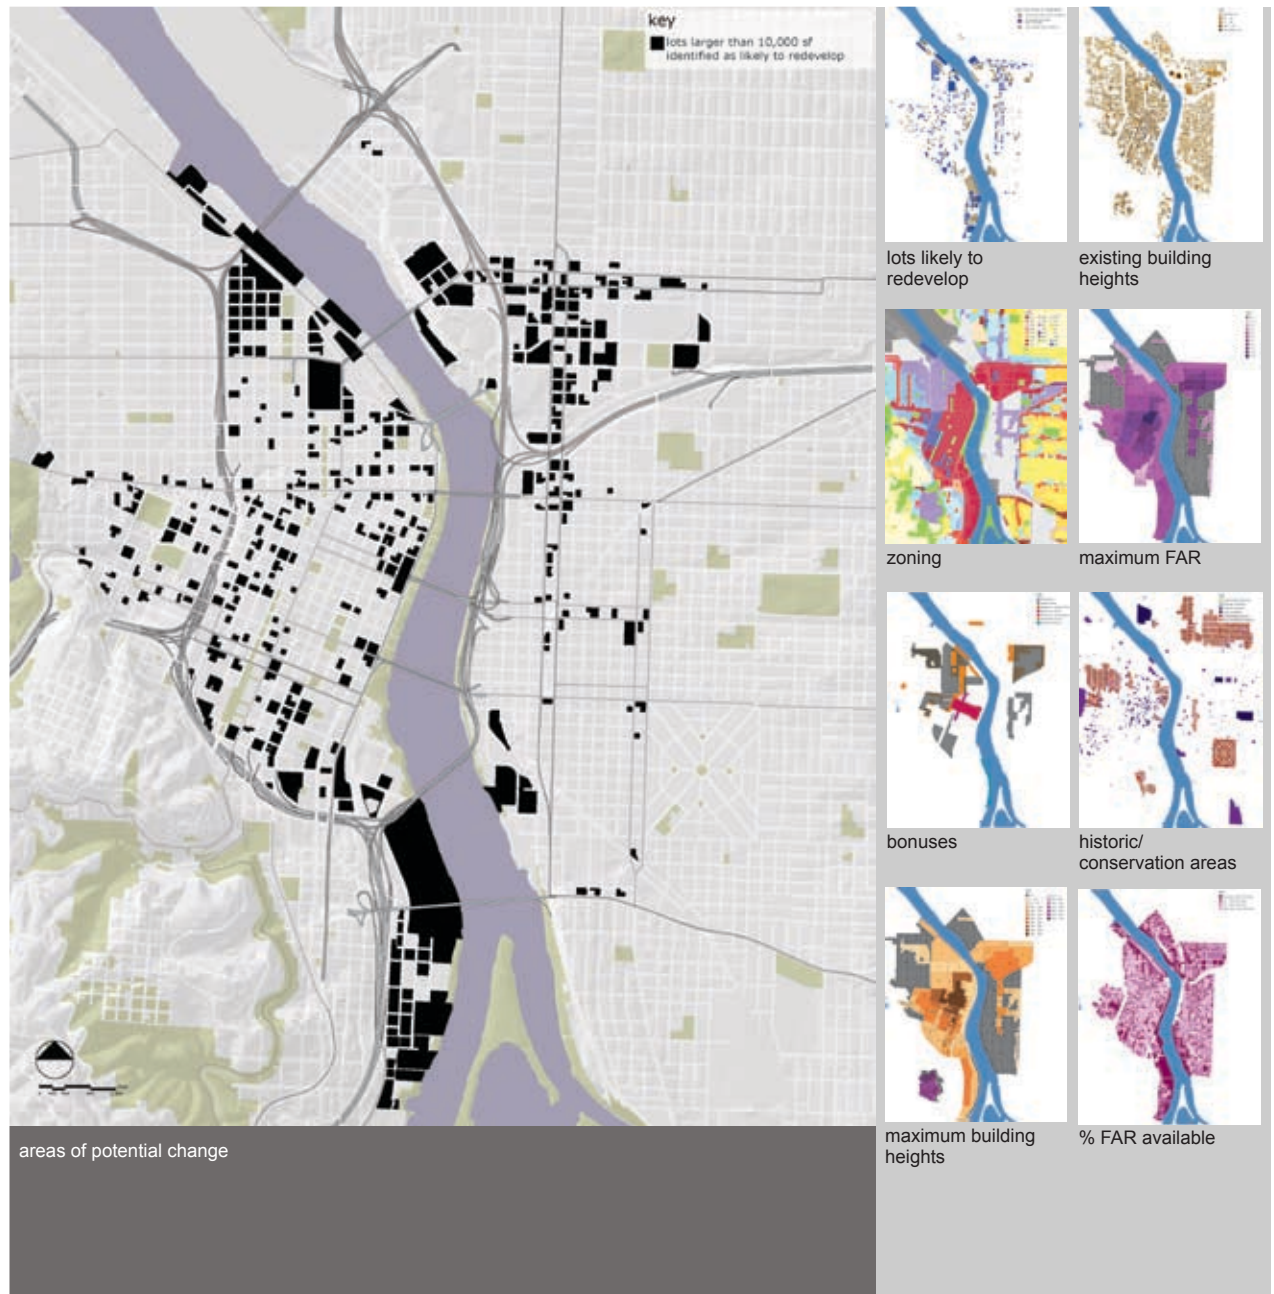 key
lots larger than 10,000 sf
identified as likely to redevelop
areas of potential change
lots likely to
redevelop
existing building
heights
zoning
maximum FAR
bonuses
historic/
conservation areas
maximum building
heights
% FAR available